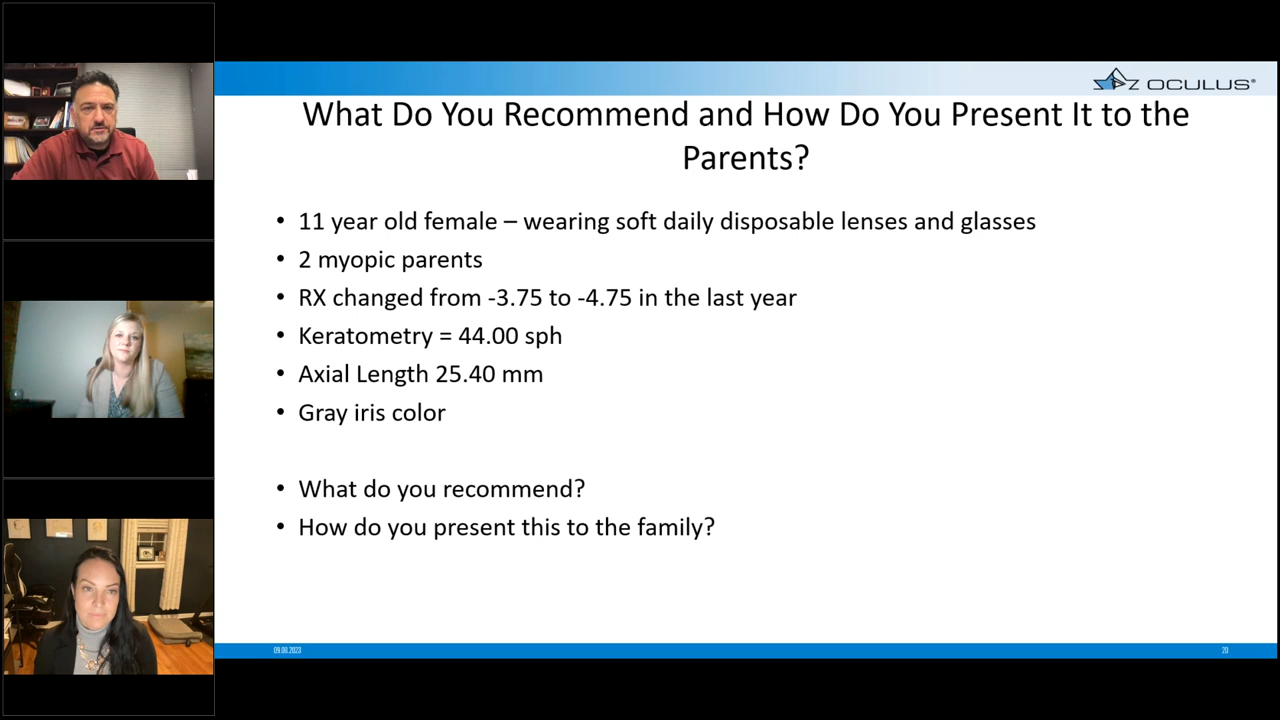 OCULUS®
What Do You Recommend and How Do You Present It to the
Parents?
• 11 year old female – wearing soft daily disposable lenses and glasses
• 2 myopic parents
• RX changed from -3.75 to -4.75 in the last year
• Keratometry = 44.00 sph
• Axial Length 25.40 mm
• Gray iris color
• What do you recommend?
• How do you present this to the family?
09.08.2023
20